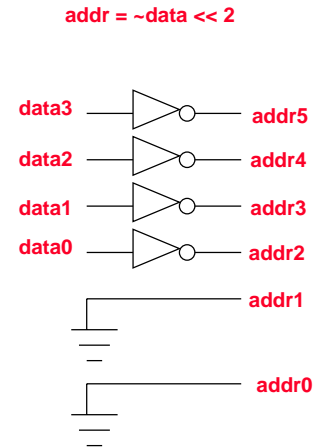 addr = ~data << 2
data3 addr5
data2 addr4
data1 addr3
data0 addr2
addr1
addr0